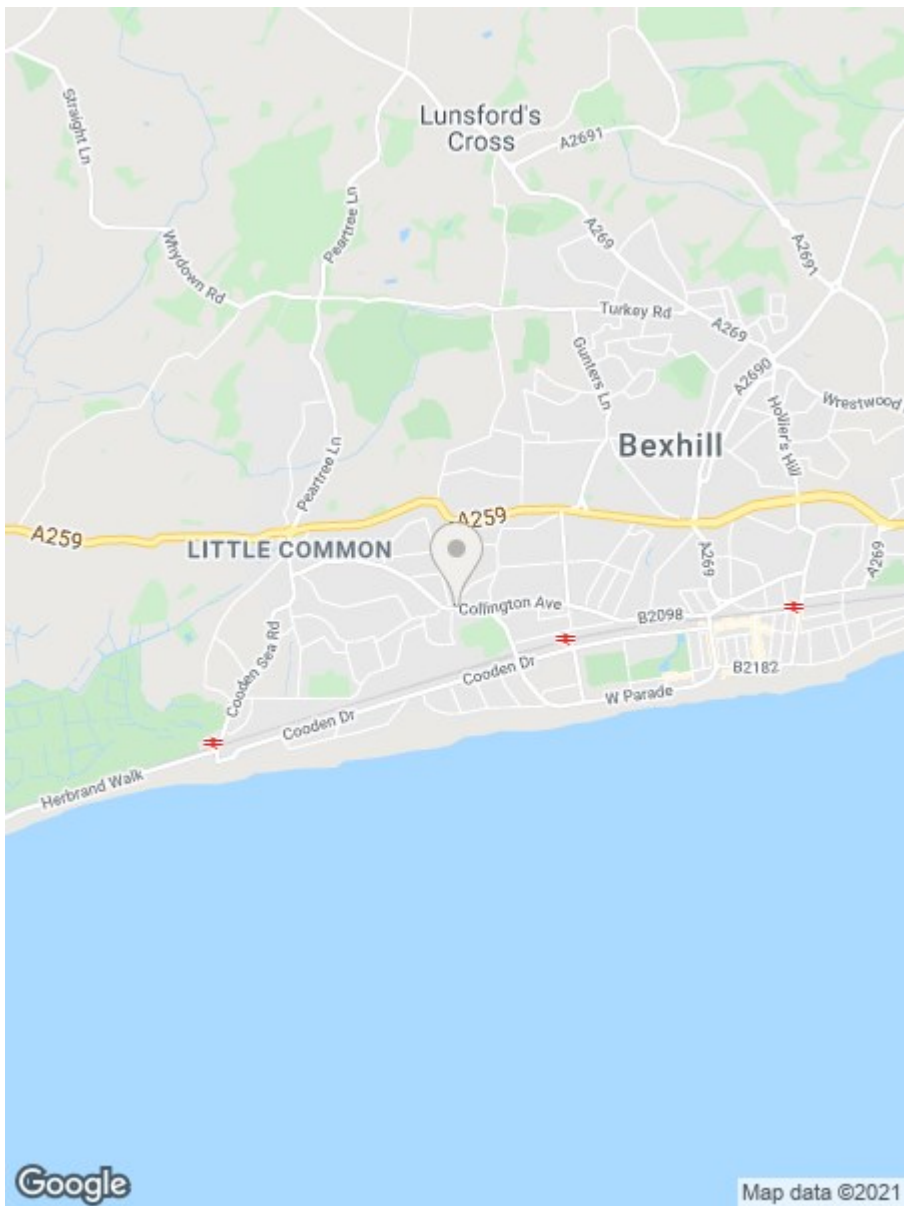 Lunsford's
Cross
A2691
Straight Ln
Peartree Ln
A269
A2691
Whydown Rd
Turkey Rd
A269
Gunters Ln
A2690
Hollier's Hill
Wrestwood
Bexhill
Peartree Ln
A259
A259
LITTLE COMMON
A269
A269
Collington Ave
B2098
Cooden Sea Rd
Cooden Dr
B2182
W Parade
Cooden Dr
Herbrand Walk
Google
Map data ©2021